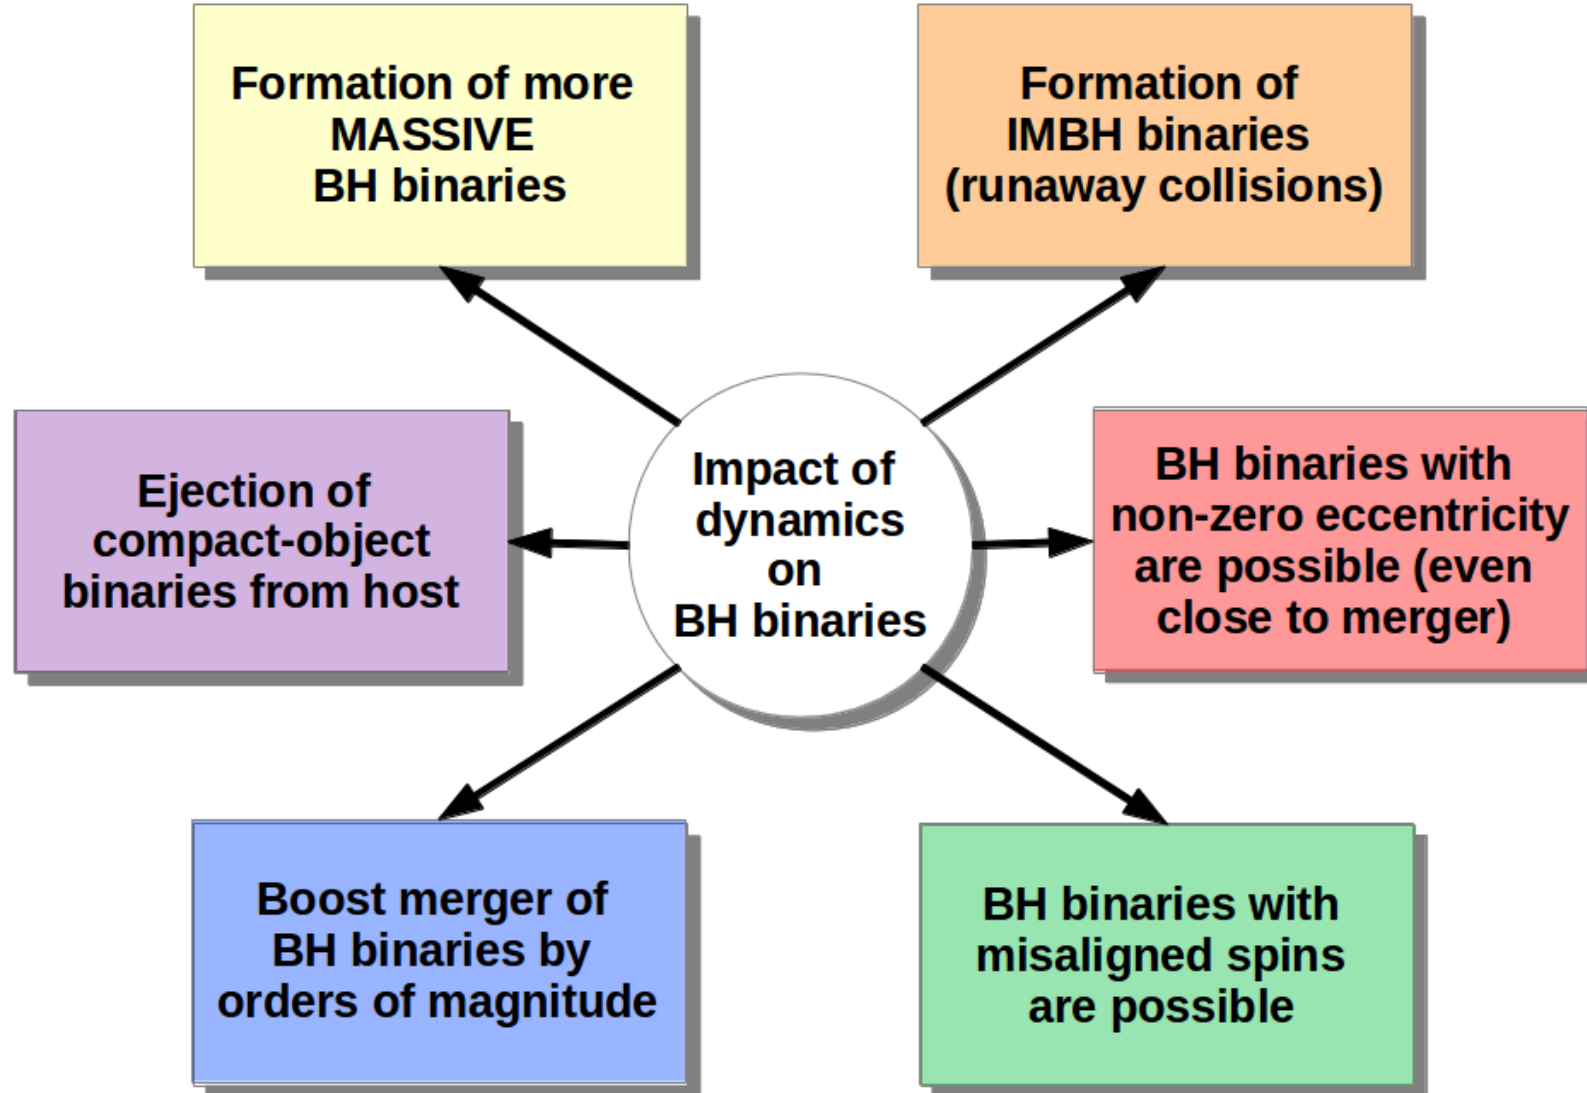 Formation of more
MASSIVE
BH binaries
Formation of
IMBH binaries
(runaway collisions)
Ejection of
compact-object
binaries from host
Impact of
dynamics
on
BH binaries
BH binaries with
non-zero eccentricity
are possible (even
close to merger)
Boost merger of
BH binaries by
orders of magnitude
BH binaries with
misaligned spins
are possible